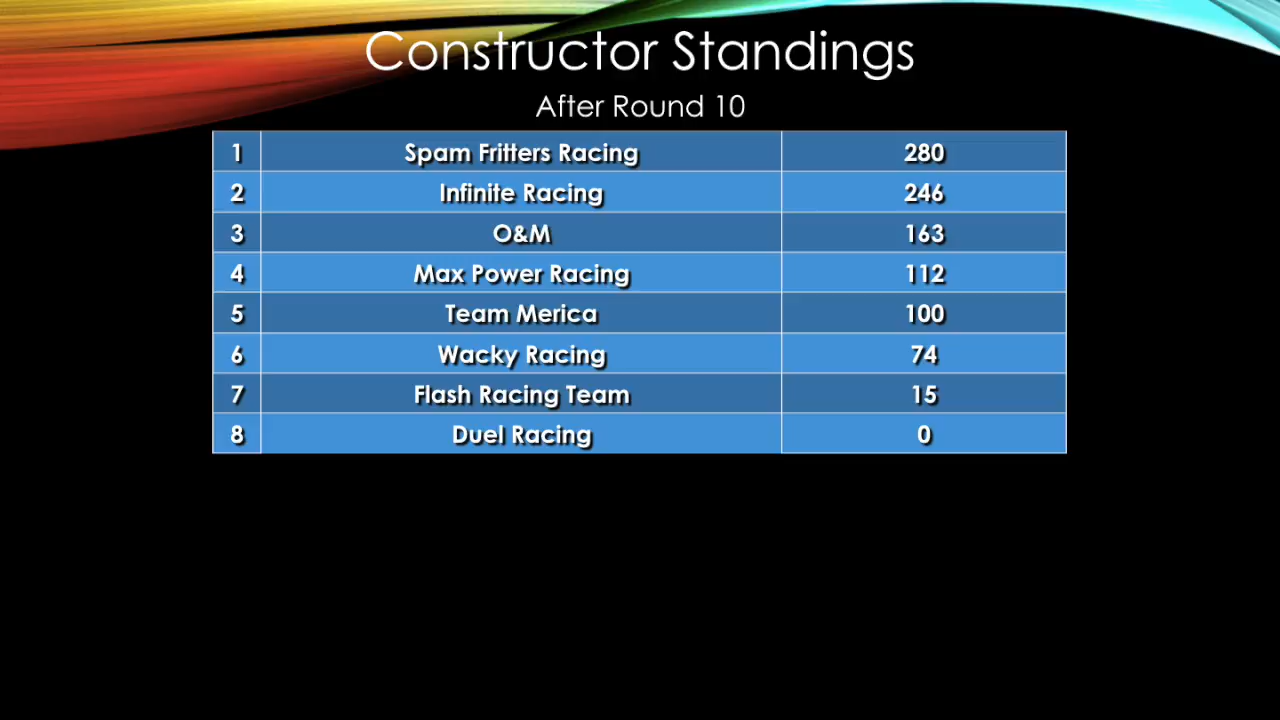 Constructor Standings
After Round 10
1 Spam Fritters Racing 280
2 Infinite Racing 246
3 O&M 163
4 Max Power Racing 112
5 Team Merica 100
6 Wacky Racing 74
7 Flash Racing Team 15
8 Duel Racing 0